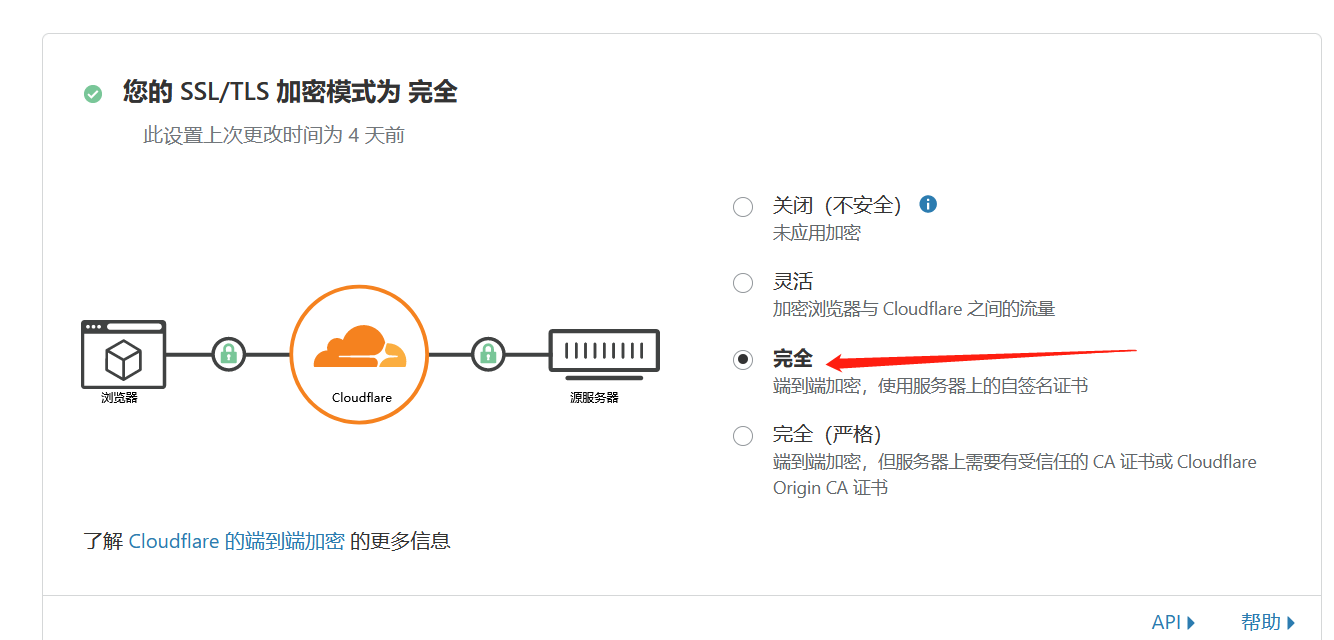 您的 SSL/TLS 加密模式为 完全
此设置上次更改时间为 4 天前
关闭（不安全）
未应用加密
灵活
加密浏览器与 Cloudflare 之间的流量
完全
端到端加密，使用服务器上的自签名证书
完全（严格）
端到端加密，但服务器上需要有受信任的 CA 证书或 Cloudflare
Origin CA 证书
浏览器
Cloudflare
源服务器
了解 Cloudflare 的端到端加密 的更多信息
API
帮助